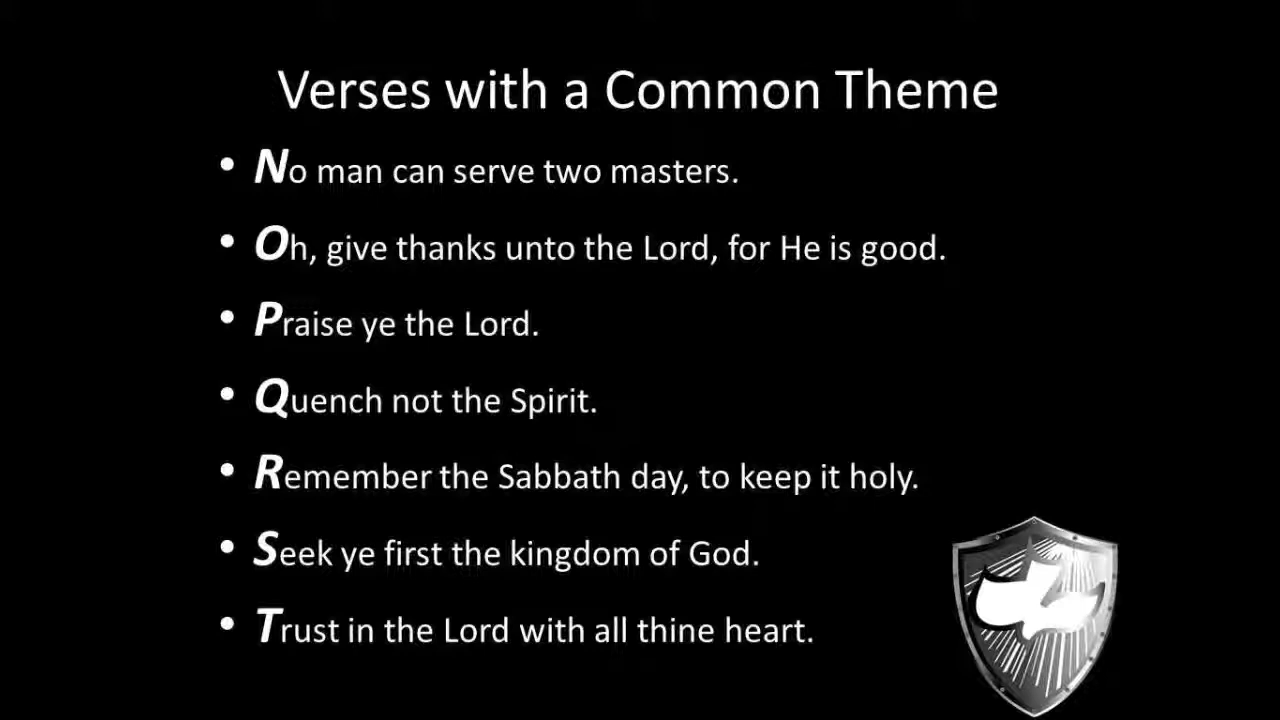 Verses with a Common Theme
• No man can serve two masters.
• Oh, give thanks unto the Lord, for He is good.
• Praise ye the Lord.
• Quench not the Spirit.
• Remember the Sabbath day, to keep it holy.
• Seek ye first the kingdom of God.
• Trust in the Lord with all thine heart.